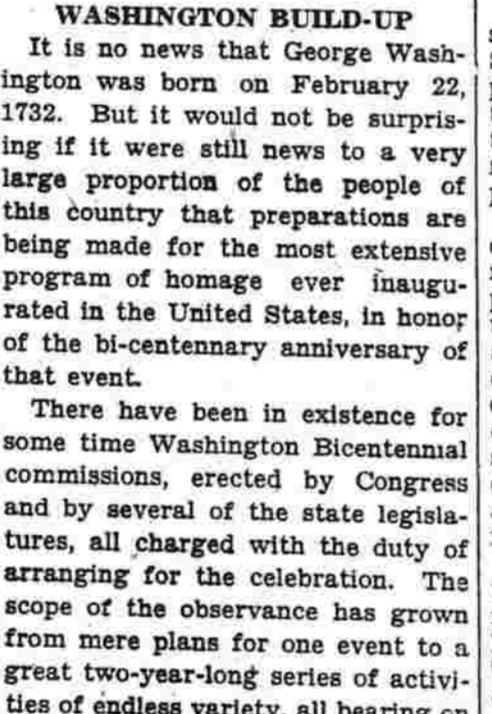 WASHINGTON BUILD-UP
It is no news that George Wash-
ington was born on February 22,
1732. But it would not be surpris-
ing if it were still news to a very
large proportion of the people of
this country that preparations are
being made for the most extensive
program of homage ever inaugu-
rated in the United States, in honor
of the bi-centennary anniversary of
that event.
There have been in existence for
some time Washington Bicentennial
commissions, erected by Congress
and by several of the state legisla-
tures, all charged with the duty of
arranging for the celebration. The
scope of the observance has grown
from mere plans for one event to a
great two-year-long series of activi-
ties of endless variety, all bearing on